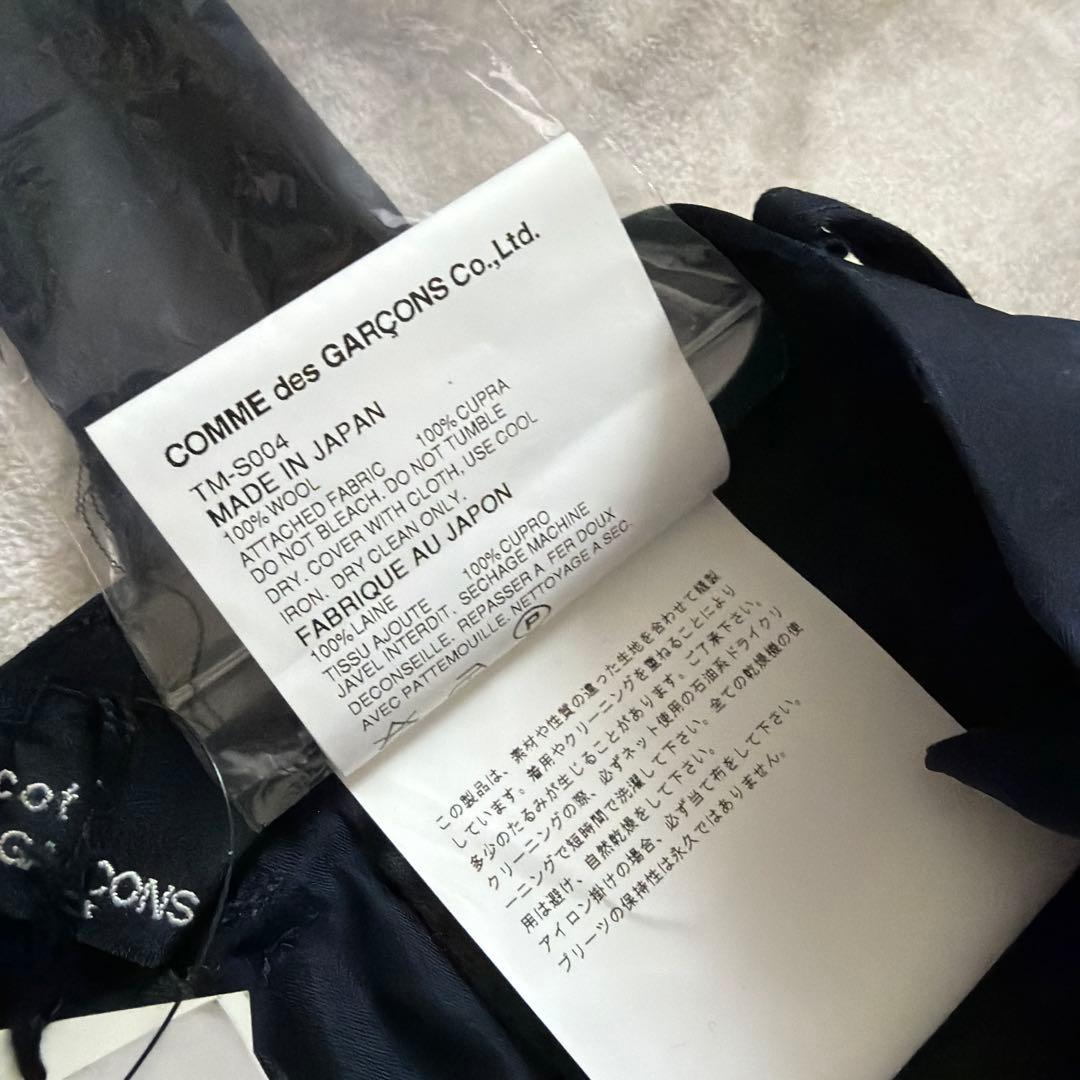 COMME des GARÇONS Co.,Ltd.
TM-S004
MADE IN JAPAN
100% WOOL
ATTACHED FABRIC 100% CUPRA
DO NOT BLEACH. DO NOT TUMBLE
DRY. COVER WITH CLOTH, USE COOL
IRON. DRY CLEAN ONLY.
FABRIQUE AU JAPON
100% LAINE
TISSU AJOUTE 100% CUPRO
JAVEL INTERDIT. SECHAGE MACHINE
DECONSEILLE. REPASSER A FER DOUX
AVEC PATTEMOUILLE. NETTOYAGE A SEC.
P
この製品は、素材や性質の違った生地を合わせて縫製
しています。着用やクリーニングを重ねることにより
多少のたるみが生じることがあります。ご了承下さい。
クリーニングの際、必ずネット使用の石油系ドライクリ
ーニングで短時間で洗濯して下さい。全ての乾燥機の使
用は避け、自然乾燥をして下さい。
アイロン掛けの場合、必ず当て布をして下さい。
プリーツの保持性は永久ではありません。
cot
G
ÇONS